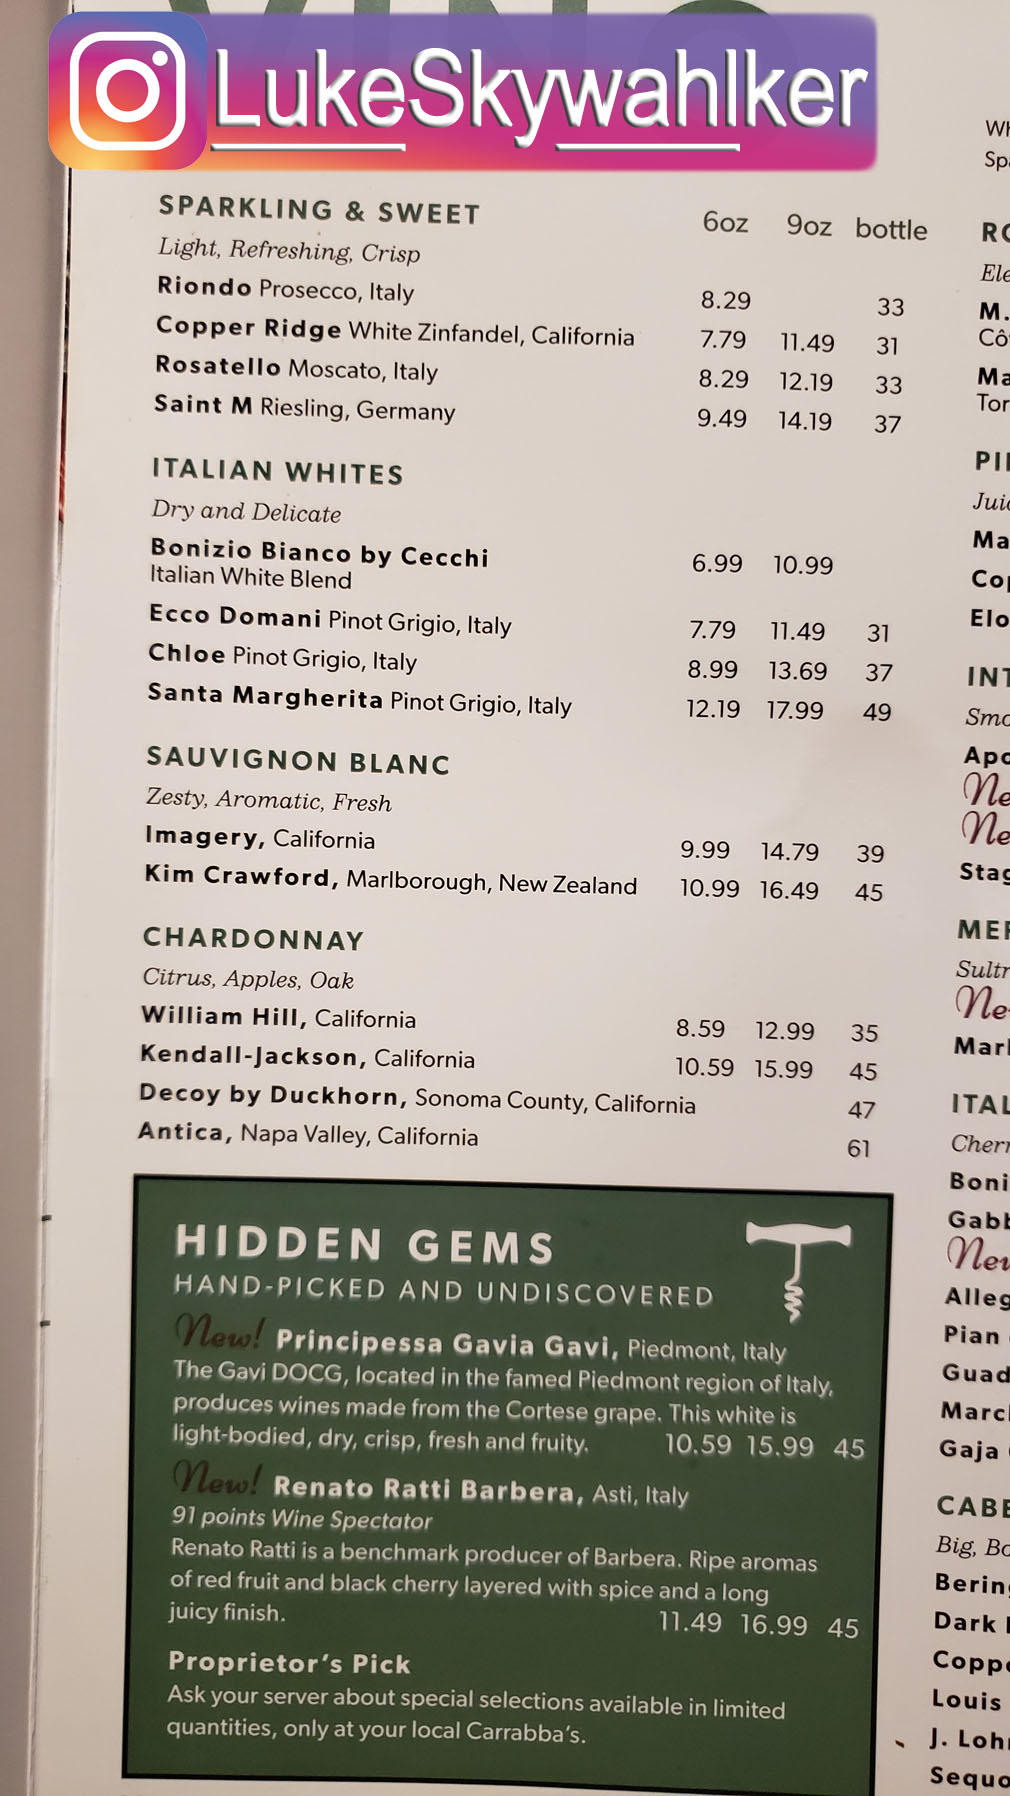 LukeSkywahlker
SPARKLING & SWEET 6oz 9oz bottle
Light, Refreshing, Crisp
Riondo Prosecco, Italy 8.29 33
Copper Ridge White Zinfandel, California 7.79 11.49 31
Rosatello Moscato, Italy 8.29 12.19 33
Saint M Riesling, Germany 9.49 14.19 37
ITALIAN WHITES
Dry and Delicate
Bonizio Bianco by Cecchi 6.99 10.99
Italian White Blend
Ecco Domani Pinot Grigio, Italy 7.79 11.49 31
Chloe Pinot Grigio, Italy 8.99 13.69 37
Santa Margherita Pinot Grigio, Italy 12.19 17.99 49
SAUVIGNON BLANC
Zesty, Aromatic, Fresh
Imagery, California 9.99 14.79 39
Kim Crawford, Marlborough, New Zealand 10.99 16.49 45
CHARDONNAY
Citrus, Apples, Oak
William Hill, California 8.59 12.99 35
Kendall-Jackson, California 10.59 15.99 45
Decoy by Duckhorn, Sonoma County, California 47
Antica, Napa Valley, California 61
HIDDEN GEMS
HAND-PICKED AND UNDISCOVERED
New! Principessa Gavia Gavi, Piedmont, Italy
The Gavi DOCG, located in the famed Piedmont region of Italy,
produces wines made from the Cortese grape. This white is
light-bodied, dry, crisp, fresh and fruity. 10.59 15.99 45
New! Renato Ratti Barbera, Asti, Italy
91 points Wine Spectator
Renato Ratti is a benchmark producer of Barbera. Ripe aromas
of red fruit and black cherry layered with spice and a long
juicy finish. 11.49 16.99 45
Proprietor's Pick
Ask your server about special selections available in limited
quantities, only at your local Carrabba's.
Boni
Pian
Gaja
Dark
Louis
J.